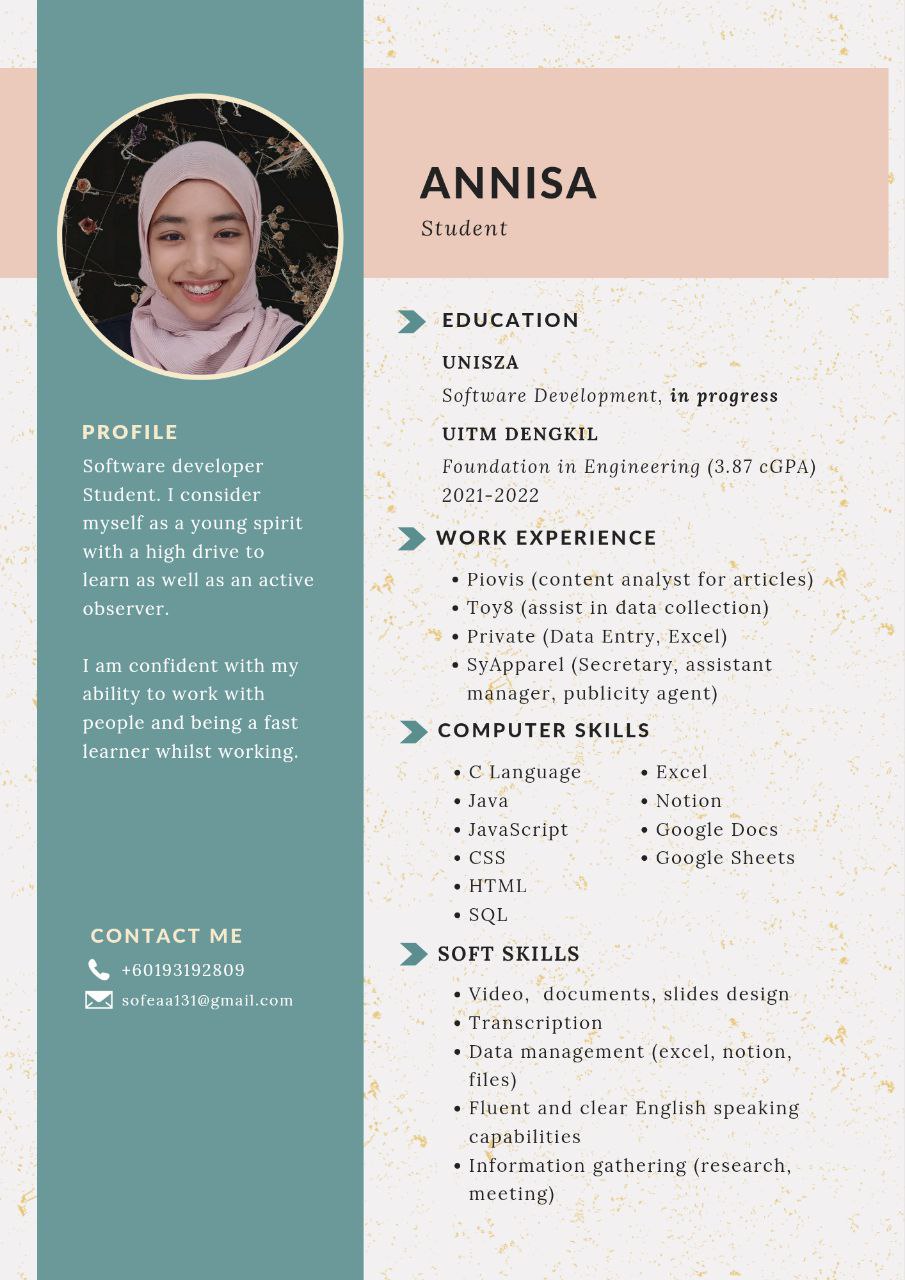 ANNISA
Student
PROFILE
Software developer
Student. I consider
myself as a young spirit
with a high drive to
learn as well as an active
observer.
I am confident with my
ability to work with
people and being a fast
learner whilst working.
CONTACT ME
+60193192809
sofeaa131@gmail.com
EDUCATION
UNISZA
Software Development, in progress
UITM DENGKIL
Foundation in Engineering (3.87 cGPA)
2021-2022
WORK EXPERIENCE
• Piovis (content analyst for articles)
• Toy8 (assist in data collection)
• Private (Data Entry, Excel)
• SyApparel (Secretary, assistant
manager, publicity agent)
COMPUTER SKILLS
• C Language
• Java
• JavaScript
• CSS
• HTML
• SQL
• Excel
• Notion
• Google Docs
• Google Sheets
SOFT SKILLS
• Video, documents, slides design
• Transcription
• Data management (excel, notion,
files)
• Fluent and clear English speaking
capabilities
• Information gathering (research,
meeting)